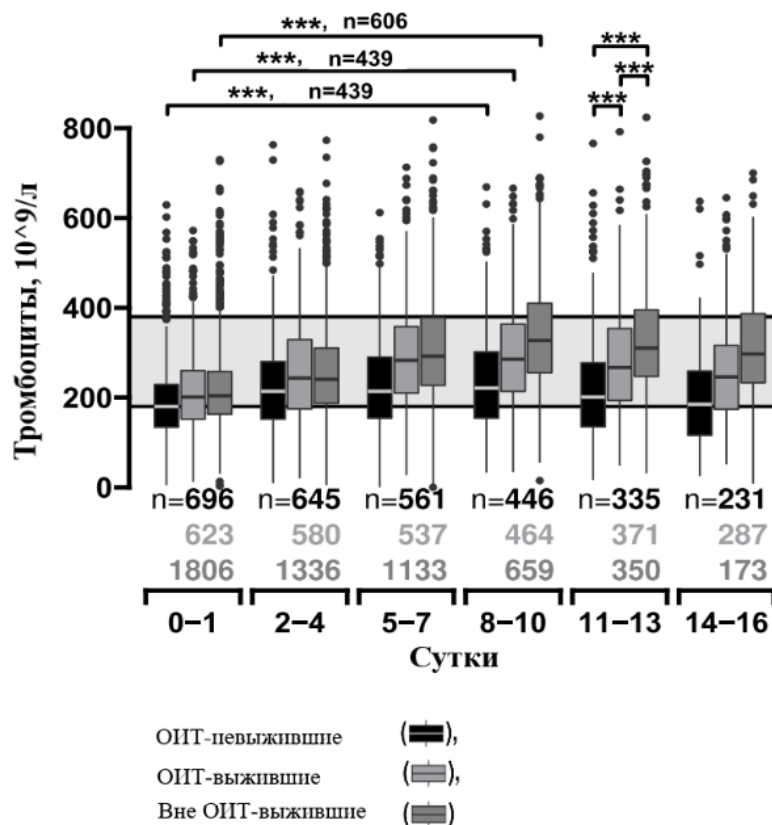 ***, n=606
***, n=439
***, n=439
***
***
***
800
600
400
200
0
Тромбоциты, 10^9/л
n=696 n=645 n=561 n=446 n=335 n=231
623 580 537 464 371 287
1806 1336 1133 659 350 173
0–1 2–4 5–7 8–10 11–13 14–16
Сутки
ОИТ-певыжившие ( ),
ОИТ-выжившие ( ),
Вне ОИТ-выжившие ( )